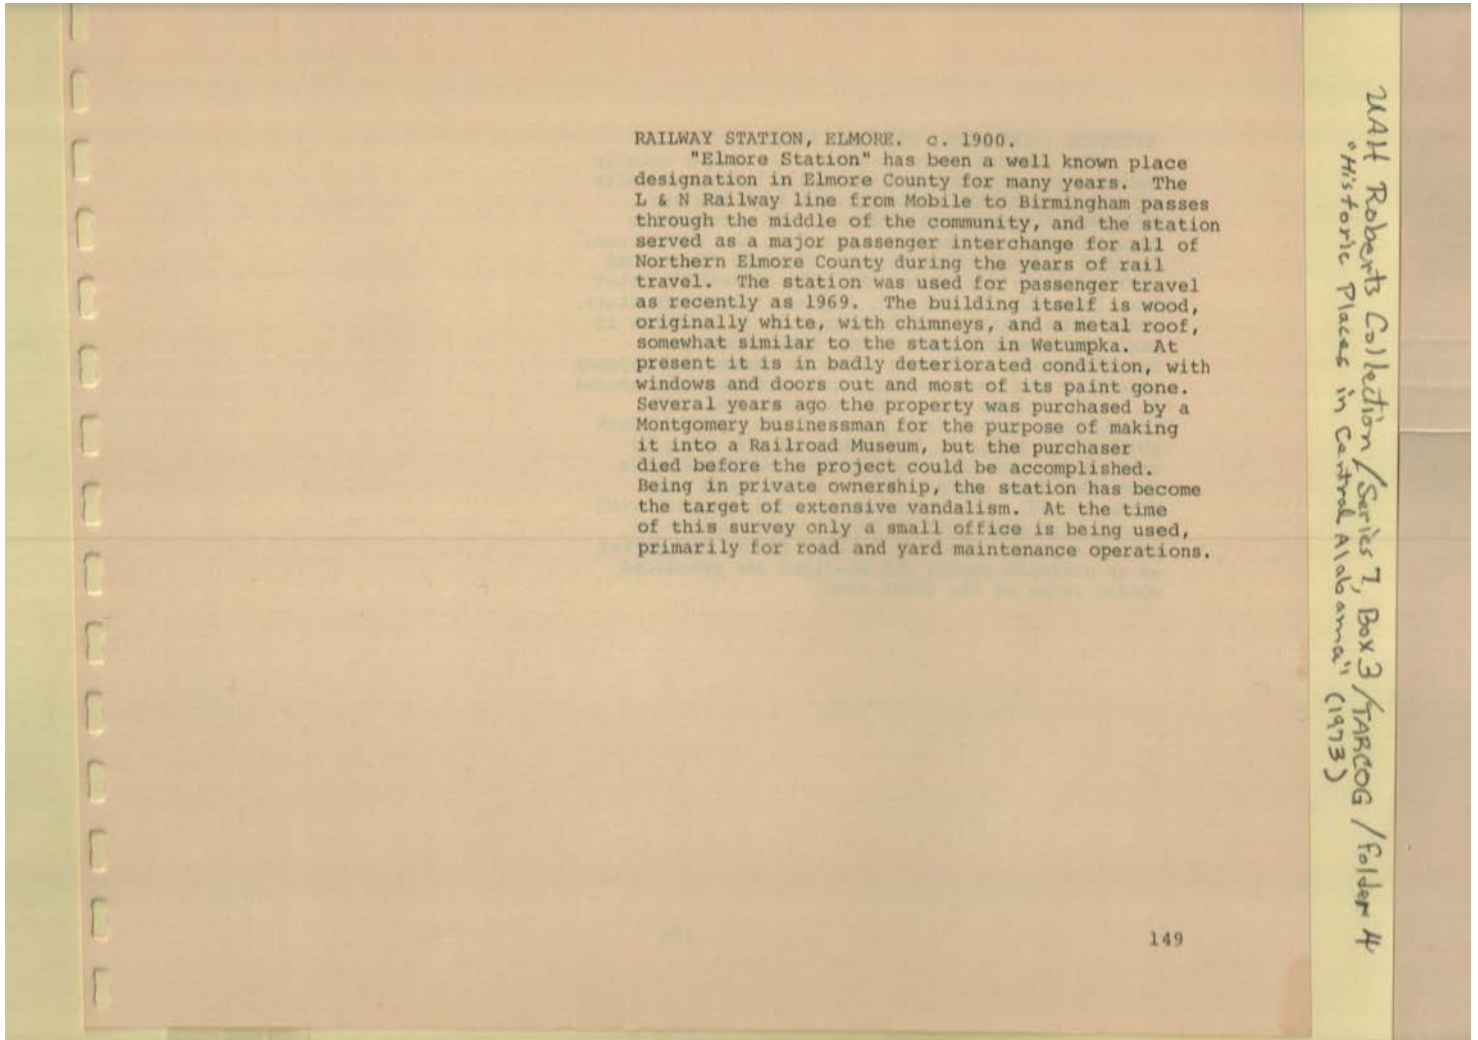 RAILWAY STATION, ELMORE. c. 1900.
"Elmore Station" has been a well known place
designation in Elmore County for many years. The
L & N Railway line from Mobile to Birmingham passes
through the middle of the community, and the station
served as a major passenger interchange for all of
Northern Elmore County during the years of rail
travel. The station was used for passenger travel
as recently as 1969. The building itself is wood,
originally white, with chimneys, and a metal roof,
somewhat similar to the station in Wetumpka. At
present it is in badly deteriorated condition, with
windows and doors out and most of its paint gone.
Several years ago the property was purchased by a
Montgomery businessman for the purpose of making
it into a Railroad Museum, but the purchaser
died before the project could be accomplished.
Being in private ownership, the station has become
the target of extensive vandalism. At the time
of this survey only a small office is being used,
primarily for road and yard maintenance operations.
149
UAH Roberts Collection/Series 7, Box 3/TARCOG/Folder 4
"Historic Places in Central Alabama" (1973)